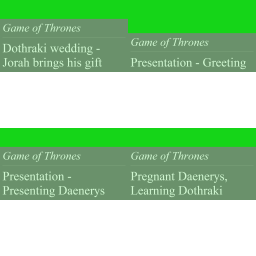 Game of Thrones
Dothraki wedding -
Jorah brings his gift
Game of Thrones
Presentation - Greeting
Game of Thrones
Presentation -
Presenting Daenerys
Game of Thrones
Pregnant Daenerys,
Learning Dothraki